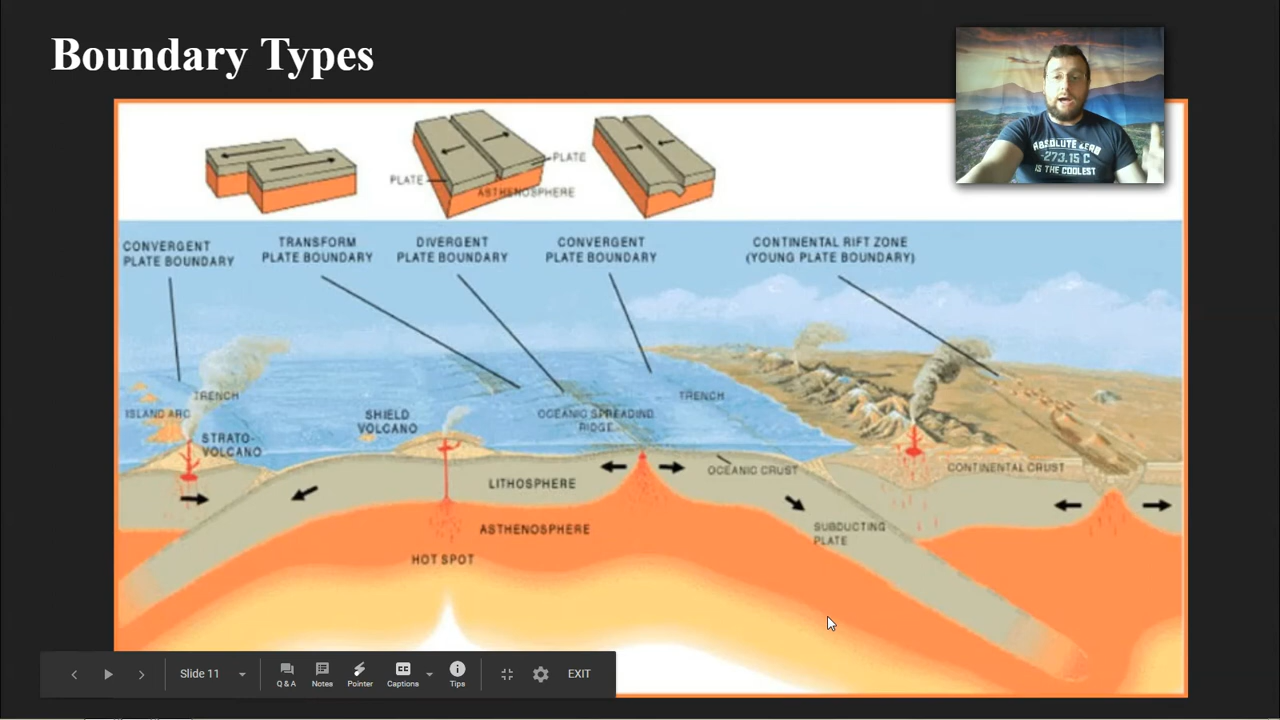 Boundary Types
ABSOLUTE ZERO
-273.15 C
IS THE COOLEST
PLATE
PLATE
ASTHENOSPHERE
CONVERGENT
PLATE BOUNDARY
TRANSFORM
PLATE BOUNDARY
DIVERGENT
PLATE BOUNDARY
CONVERGENT
PLATE BOUNDARY
CONTINENTAL RIFT ZONE
(YOUNG PLATE BOUNDARY)
TRENCH
ISLAND ARC
STRATO-
VOLCANO
SHIELD
VOLCANO
OCEANIC SPREADING
RIDGE
TRENCH
OCEANIC CRUST
CONTINENTAL CRUST
LITHOSPHERE
ASTHENOSPHERE
SUBDUCTING
PLATE
HOT SPOT
Slide 11
Q & A
Notes
Pointer
Captions
Tips
EXIT